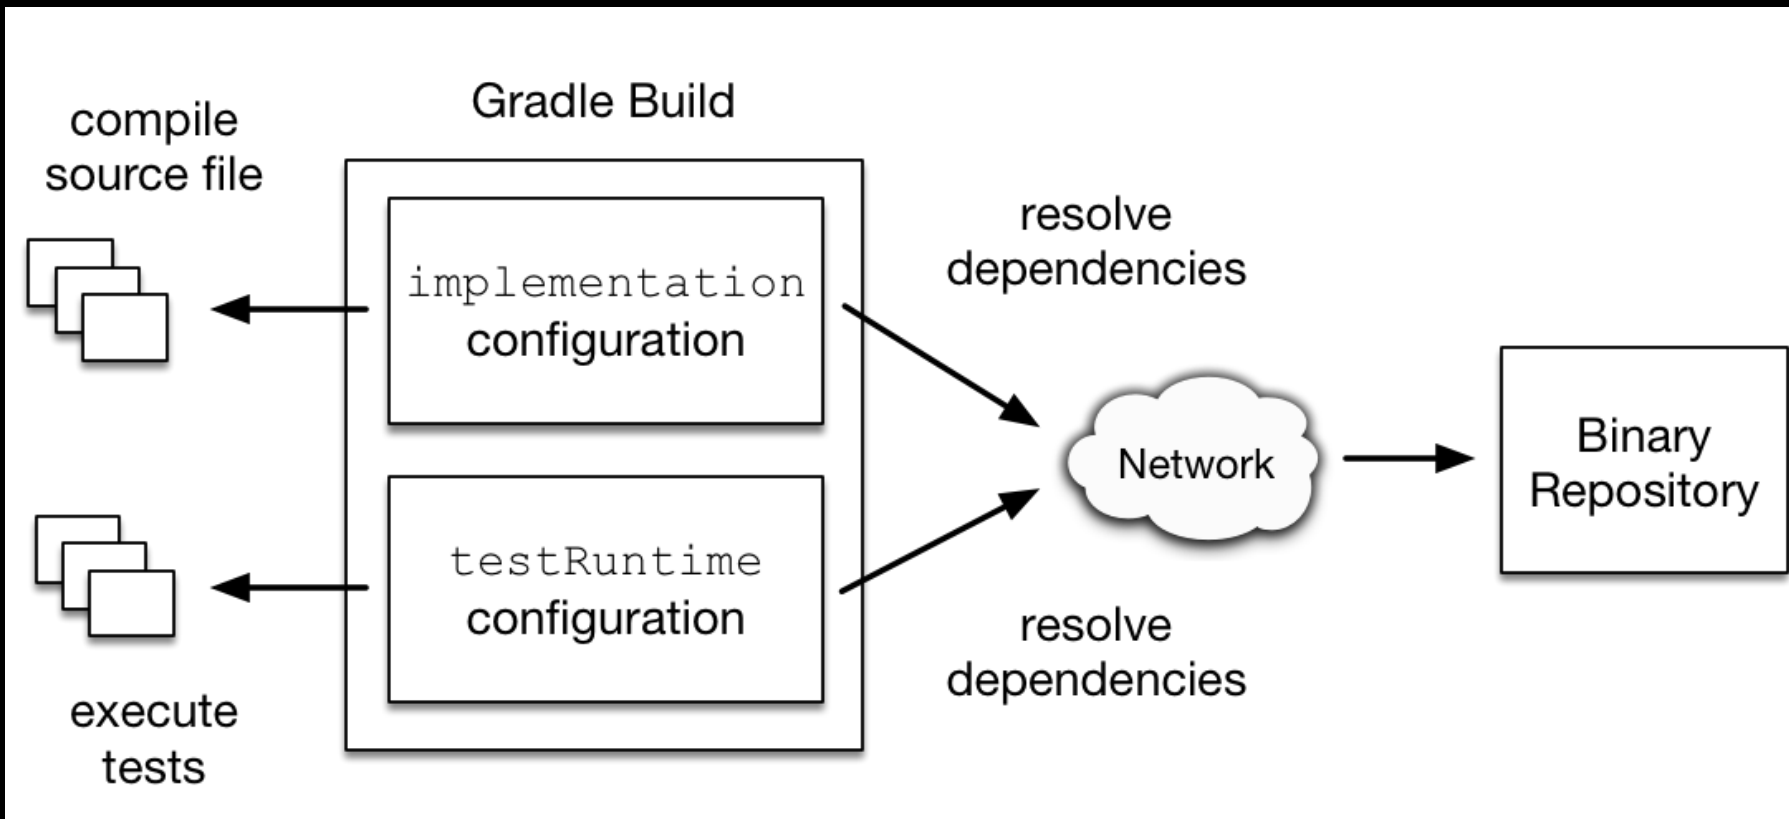 compile
source file
Gradle Build
implementation
configuration
resolve
dependencies
Network
Binary
Repository
testRuntime
configuration
resolve
dependencies
execute
tests